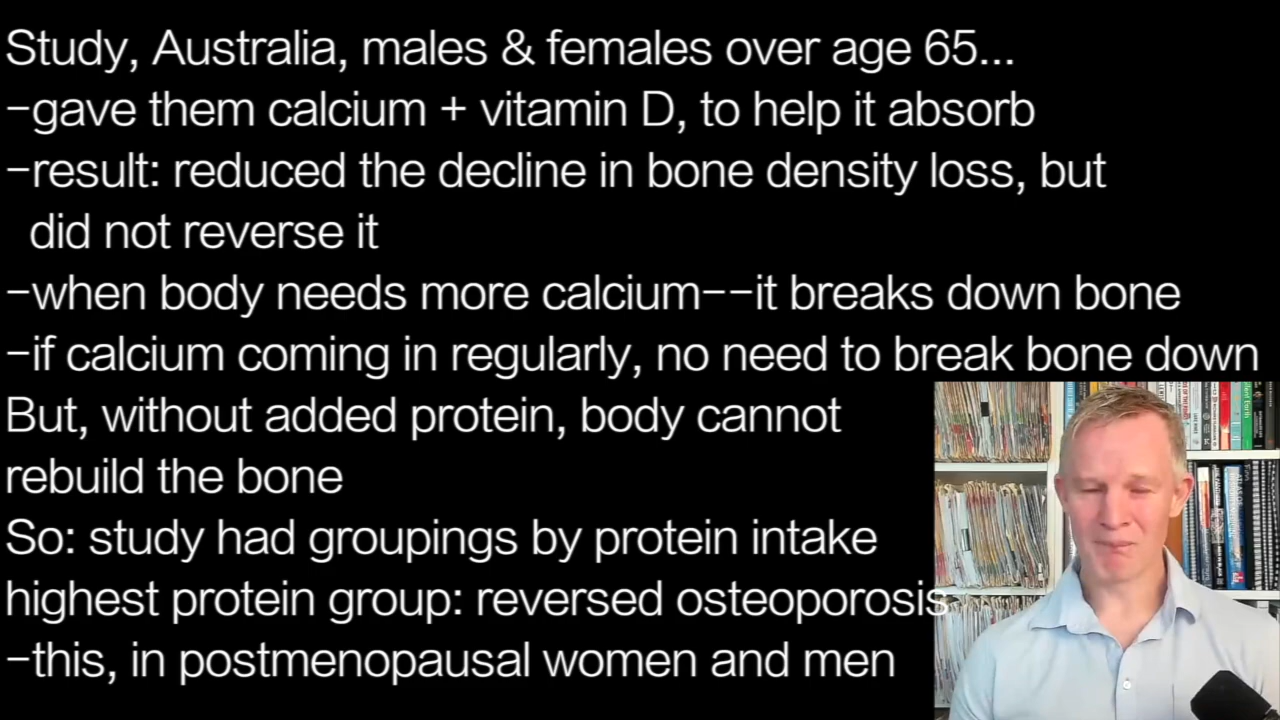 Study, Australia, males & females over age 65...
-gave them calcium + vitamin D, to help it absorb
-result: reduced the decline in bone density loss, but
did not reverse it
-when body needs more calcium--it breaks down bone
-if calcium coming in regularly, no need to break bone down
But, without added protein, body cannot
rebuild the bone
So: study had groupings by protein intake
highest protein group: reversed osteoporosis
-this, in postmenopausal women and men